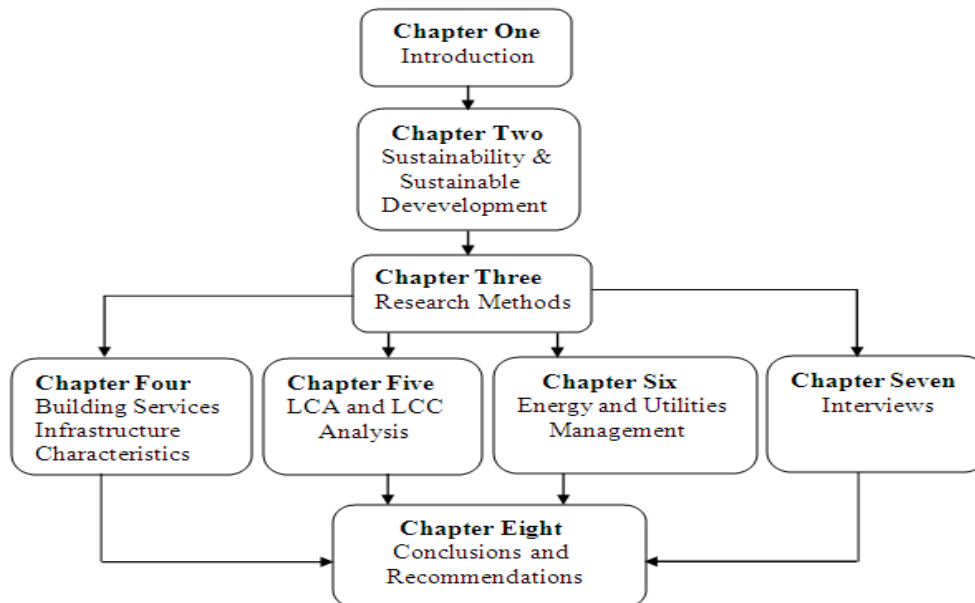 Chapter One
Introduction
Chapter Two
Sustainability &
Sustainable
Devevelopment
Chapter Three
Research Methods
Chapter Four
Building Services
Infrastructure
Characteristics
Chapter Five
LCA and LCC
Analysis
Chapter Six
Energy and Utilities
Management
Chapter Seven
Interviews
Chapter Eight
Conclusions and
Recommendations